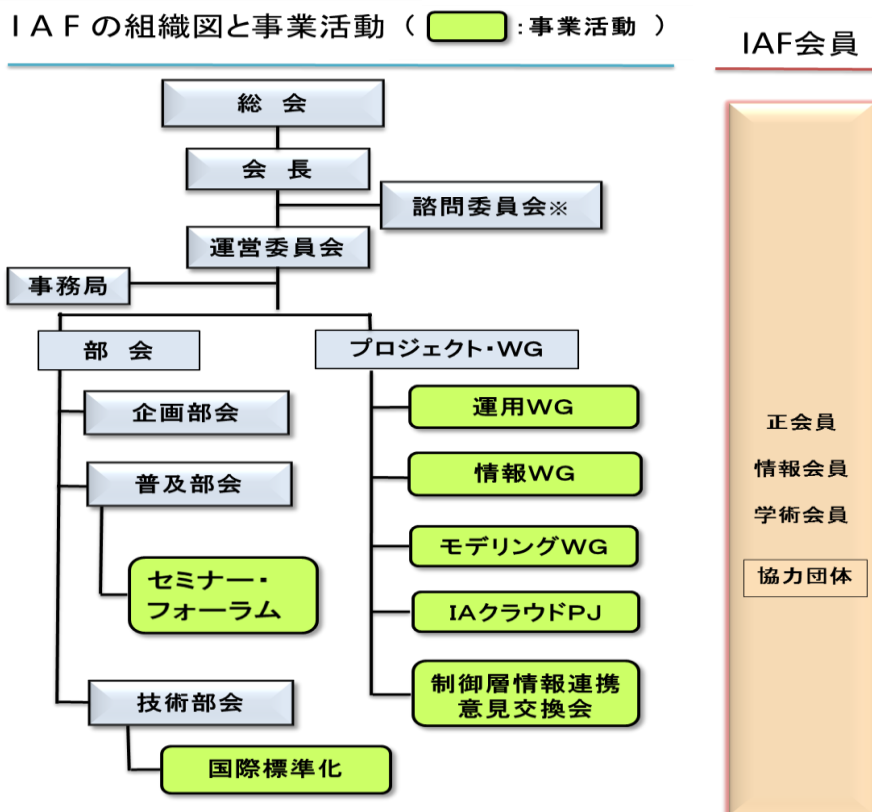 IAFの組織図と事業活動（ ：事業活動 ）
IAF会員
総 会
会 長
諮問委員会※
運営委員会
事務局
部 会
プロジェクト・WG
企画部会
普及部会
セミナー・
フォーラム
技術部会
国際標準化
運用WG
情報WG
モデリングWG
IAクラウドPJ
制御層情報連携
意見交換会
正会員
情報会員
学術会員
協力団体